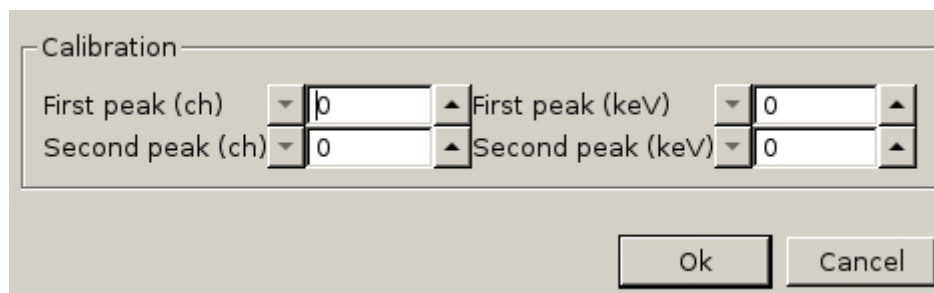 Calibration
First peak (ch) 0 First peak (keV) 0
Second peak (ch) 0 Second peak (keV) 0
Ok Cancel